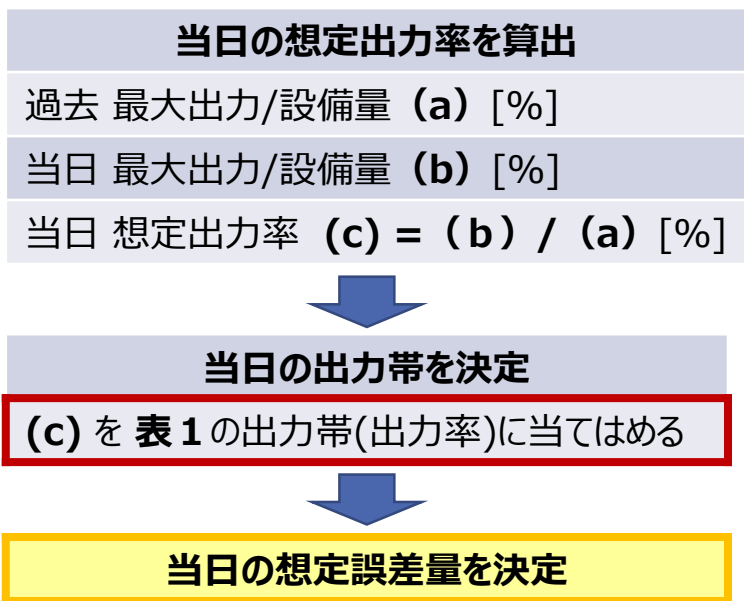 当日の想定出力率を算出
過去 最大出力/設備量（a）[%]
当日 最大出力/設備量（b）[%]
当日 想定出力率 (c) =（ｂ）/（a）[%]
当日の出力帯を決定
(c) を 表１の出力帯(出力率)に当てはめる
当日の想定誤差量を決定